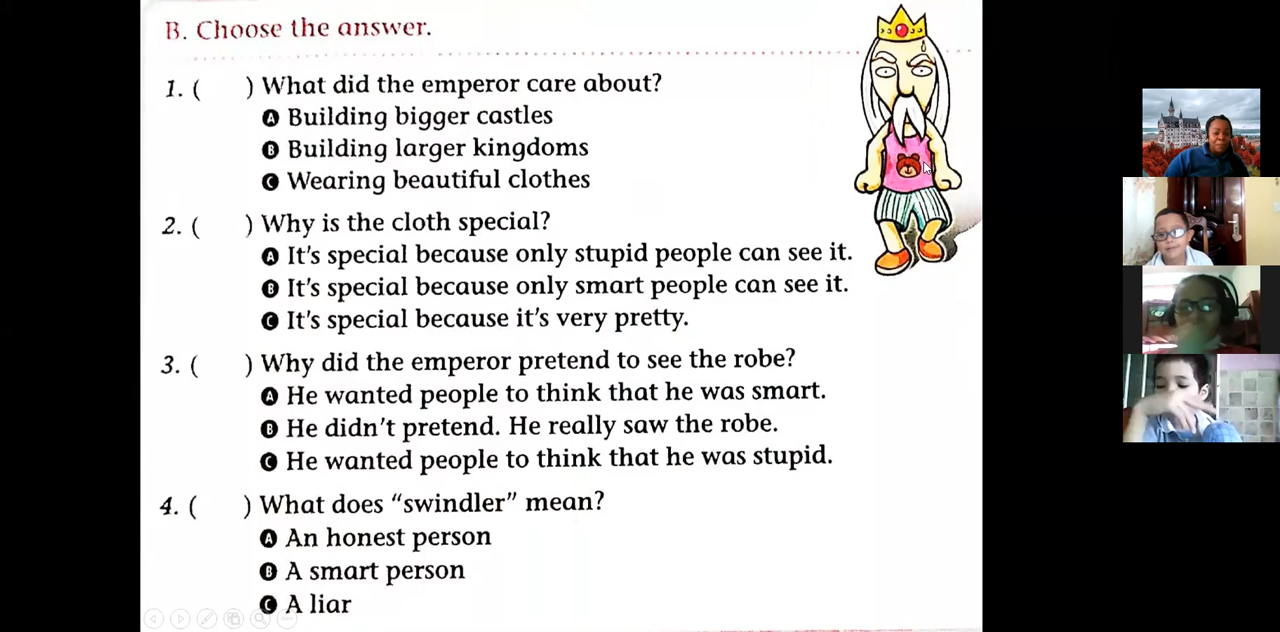 B. Choose the answer.
1. ( ) What did the emperor care about?
A Building bigger castles
B Building larger kingdoms
C Wearing beautiful clothes
2. ( ) Why is the cloth special?
A It's special because only stupid people can see it.
B It's special because only smart people can see it.
C It's special because it's very pretty.
3. ( ) Why did the emperor pretend to see the robe?
A He wanted people to think that he was smart.
B He didn't pretend. He really saw the robe.
C He wanted people to think that he was stupid.
4. ( ) What does “swindler” mean?
A An honest person
B A smart person
C A liar